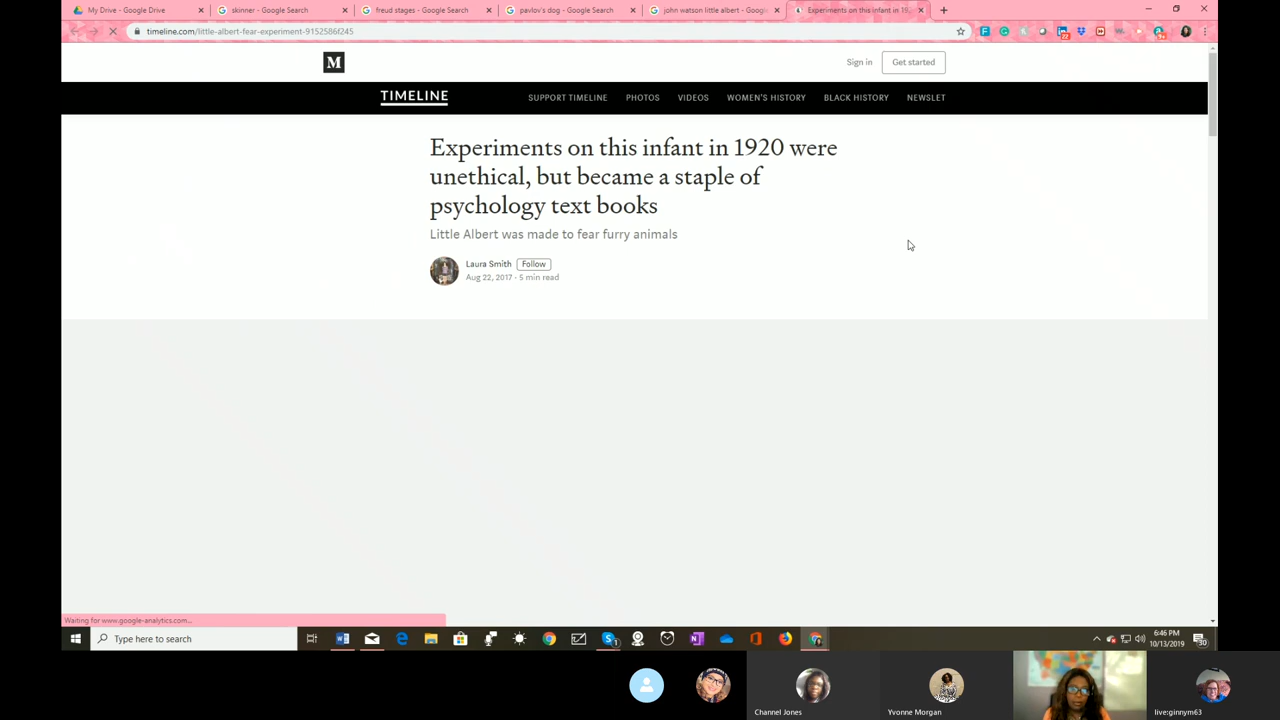 My Drive - Google Drive
skinner - Google Search
freud stages - Google Search
pavlov's dog - Google Search
john watson little albert - Goog
Experiments on this infant in 19
timeline.com/little-albert-fear-experiment-9152586f245
M
Sign in
Get started
TIMELINE
SUPPORT TIMELINE
PHOTOS
VIDEOS
WOMEN'S HISTORY
BLACK HISTORY
NEWSLET
Experiments on this infant in 1920 were
unethical, but became a staple of
psychology text books
Little Albert was made to fear furry animals
Laura Smith
Follow
Aug 22, 2017 · 5 min read
Waiting for www.google-analytics.com...
Type here to search
6:46 PM
10/13/2019
30
Channel Jones
Yvonne Morgan
live:ginnym63